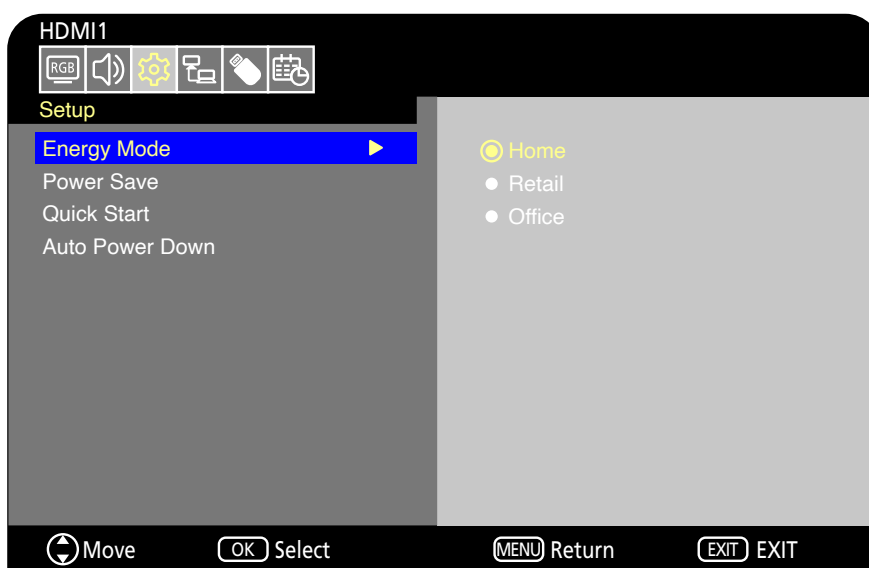 HDMI1
RGB
Setup
Energy Mode
Power Save
Quick Start
Auto Power Down
Home
Retail
Office
Move OK Select MENU Return EXIT EXIT